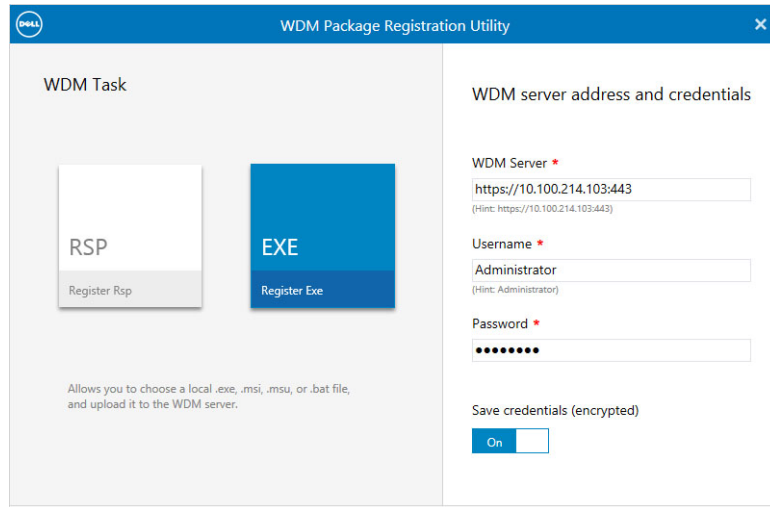 DELL
WDM Package Registration Utility
WDM Task
RSP
Register Rsp
EXE
Register Exe
Allows you to choose a local .exe, .msi, .msu, or .bat file,
and upload it to the WDM server.
WDM server address and credentials
WDM Server *
https://10.100.214.103:443
(Hint: https://10.100.214.103:443)
Username *
Administrator
(Hint: Administrator)
Password *
●●●●●●●●
Save credentials (encrypted)
On